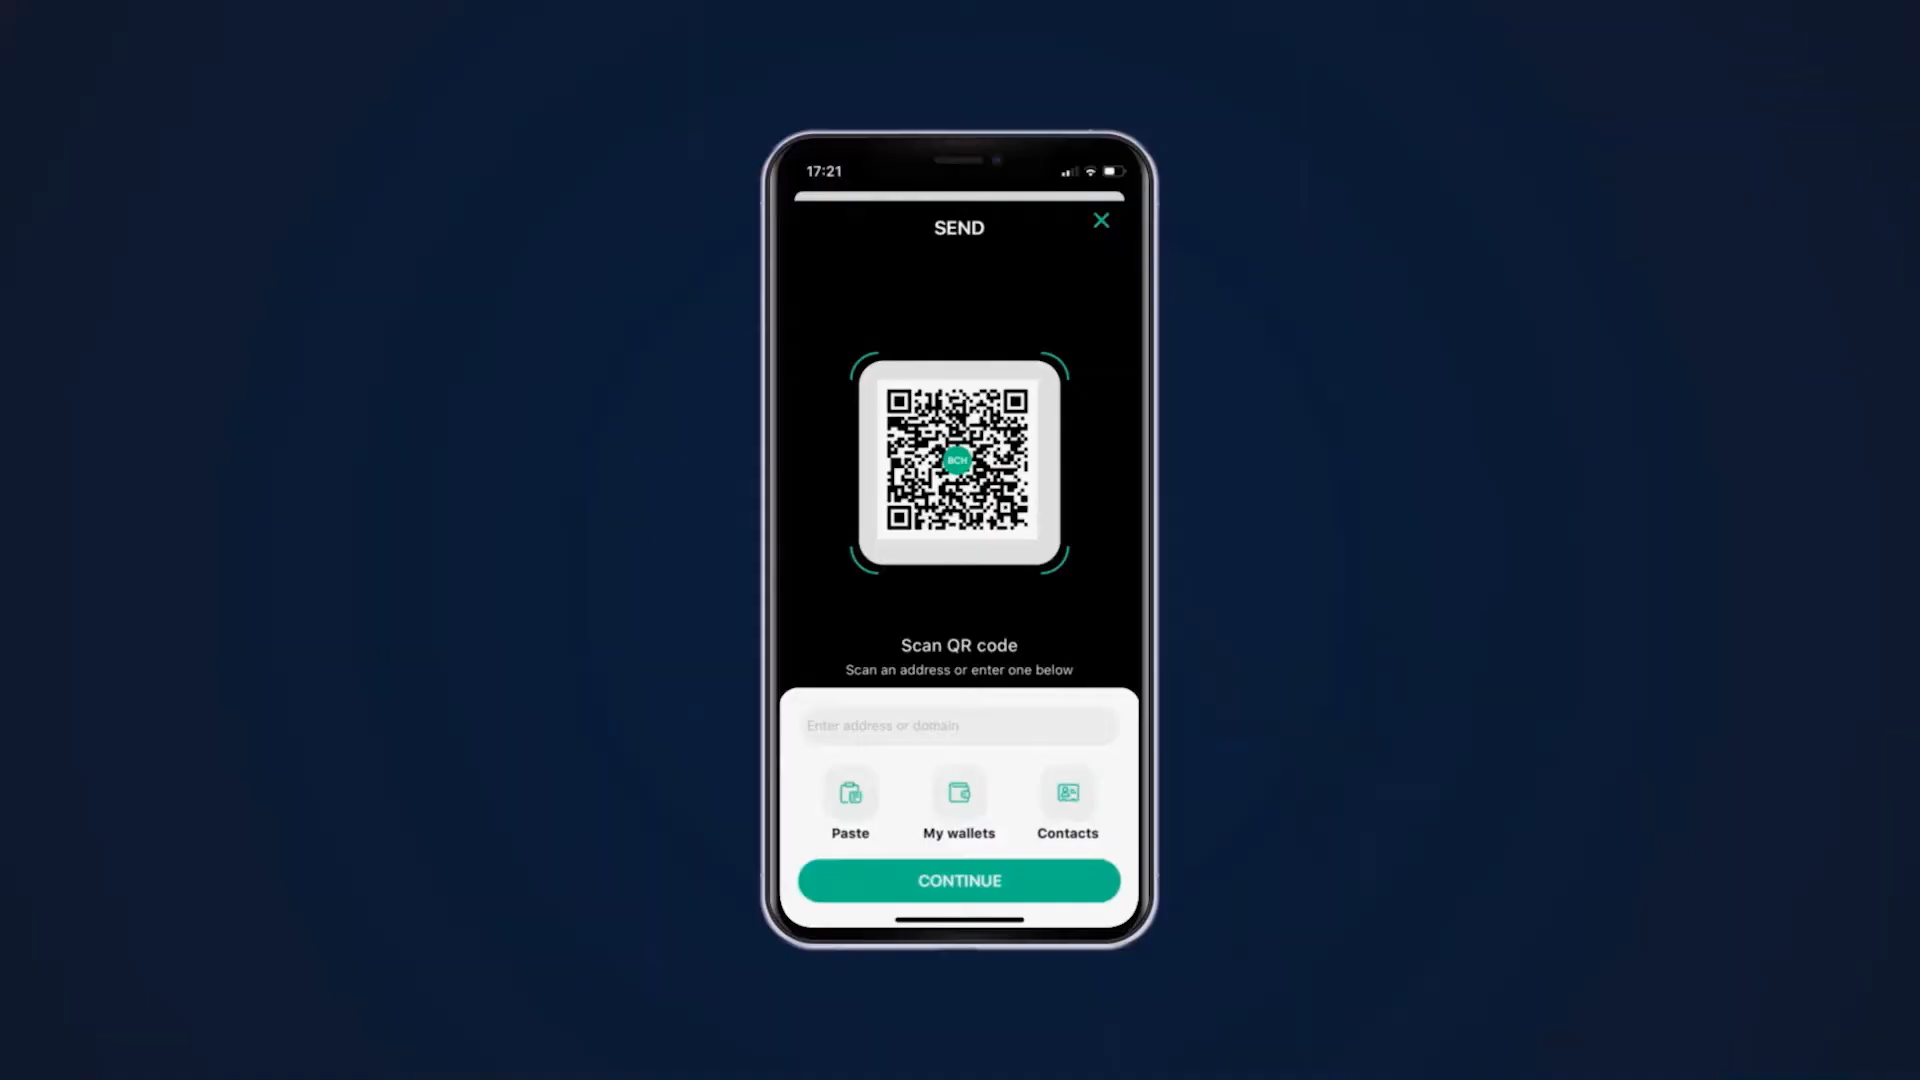 17:21
SEND
BCH
Scan QR code
Scan an address or enter one below
Enter address or domain
Paste
My wallets
Contacts
CONTINUE